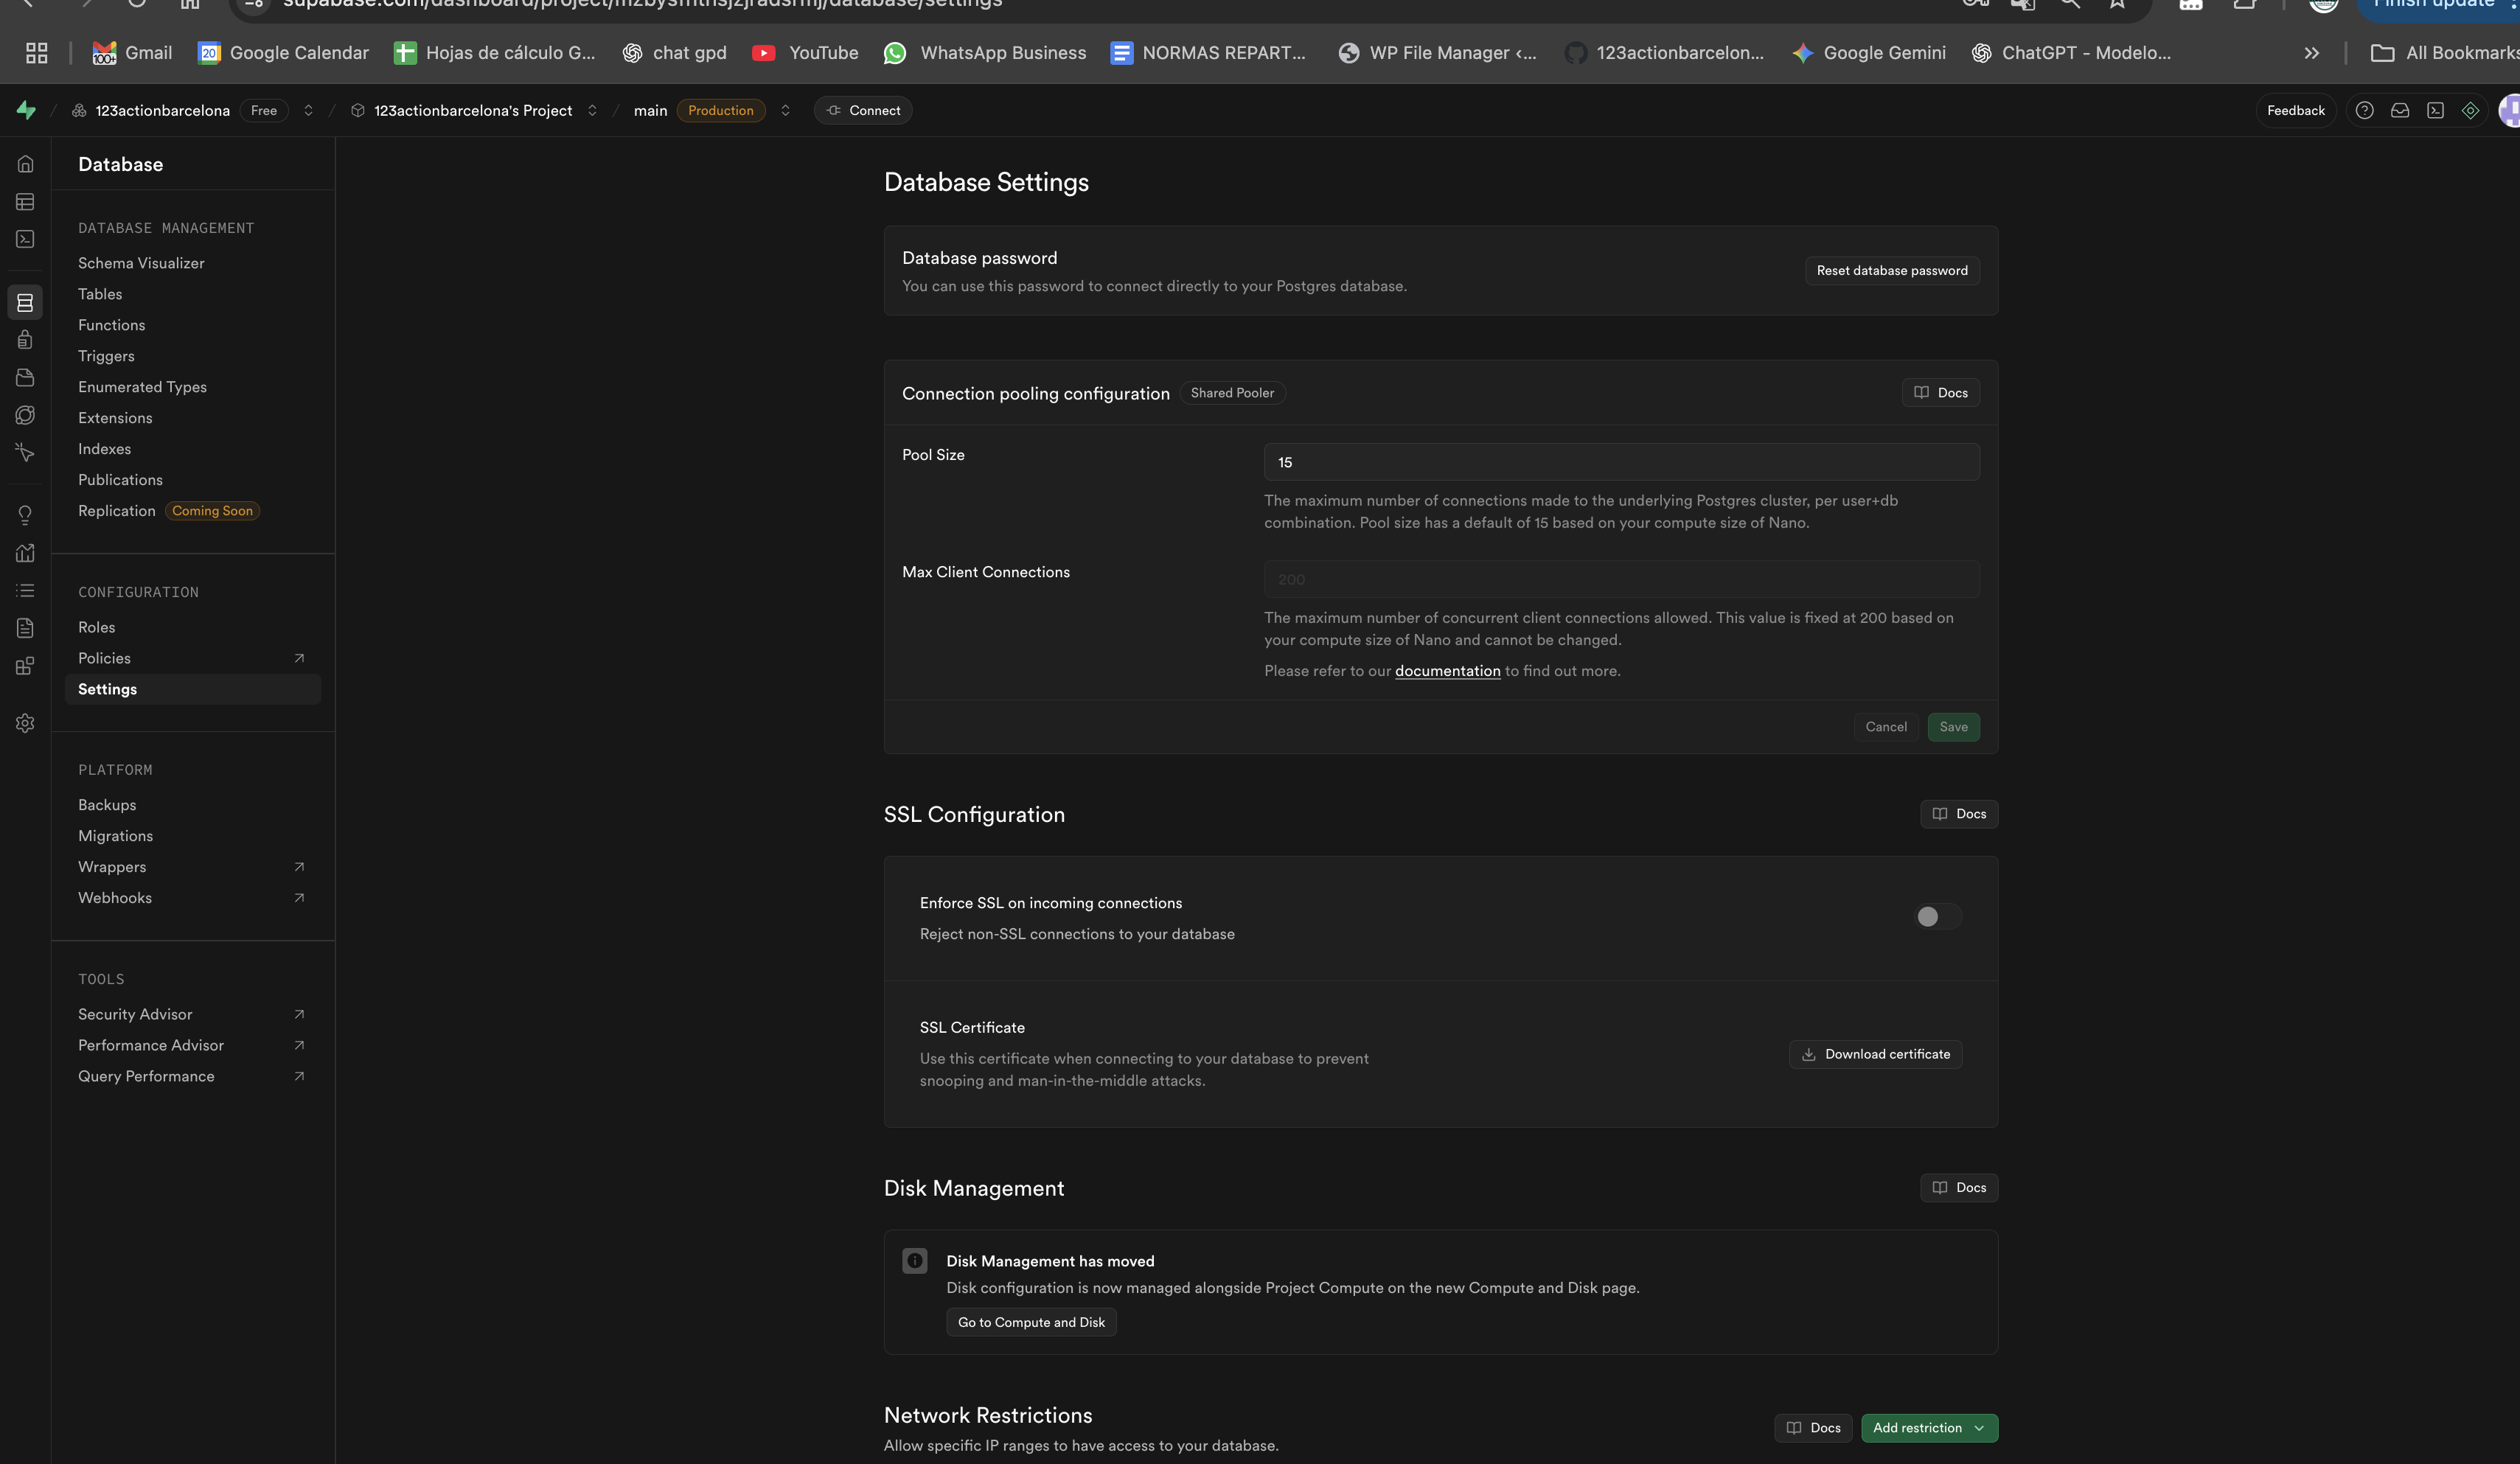 Gmail
Google Calendar
Hojas de cálculo G...
chat gpd
YouTube
WhatsApp Business
NORMAS REPART...
WP File Manager ‹...
123actionbarcelon...
Google Gemini
ChatGPT - Modelo...
All Bookmarks
123actionbarcelona Free / 123actionbarcelona's Project / main Production Connect
Feedback
Database
DATABASE MANAGEMENT
Schema Visualizer
Tables
Functions
Triggers
Enumerated Types
Extensions
Indexes
Publications
Replication Coming Soon
CONFIGURATION
Roles
Policies
Settings
PLATFORM
Backups
Migrations
Wrappers
Webhooks
TOOLS
Security Advisor
Performance Advisor
Query Performance
Database Settings
Database password
You can use this password to connect directly to your Postgres database.
Reset database password
Connection pooling configuration Shared Pooler
Docs
Pool Size
15
The maximum number of connections made to the underlying Postgres cluster, per user+db
combination. Pool size has a default of 15 based on your compute size of Nano.
Max Client Connections
200
The maximum number of concurrent client connections allowed. This value is fixed at 200 based on
your compute size of Nano and cannot be changed.
Please refer to our documentation to find out more.
Cancel Save
SSL Configuration
Docs
Enforce SSL on incoming connections
Reject non-SSL connections to your database
SSL Certificate
Use this certificate when connecting to your database to prevent
snooping and man-in-the-middle attacks.
Download certificate
Disk Management
Docs
Disk Management has moved
Disk configuration is now managed alongside Project Compute on the new Compute and Disk page.
Go to Compute and Disk
Network Restrictions
Allow specific IP ranges to have access to your database.
Docs
Add restriction